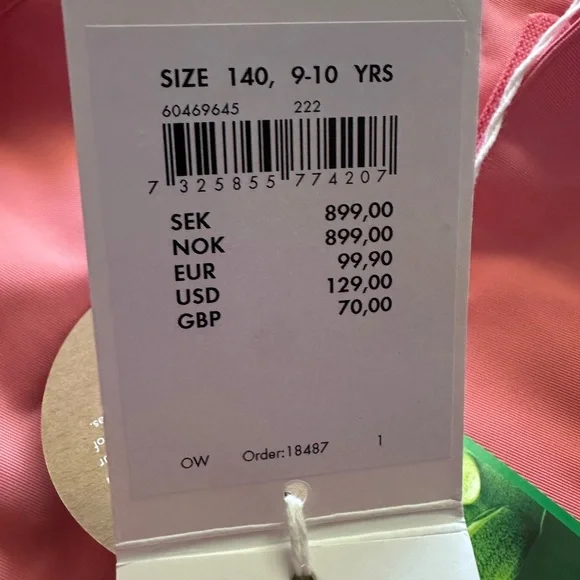 SIZE 140, 9-10 YRS
60469645 222
7 325855 774207
SEK 899,00
NOK 899,00
EUR 99,90
USD 129,00
GBP 70,00
OW Order:18487 1
of